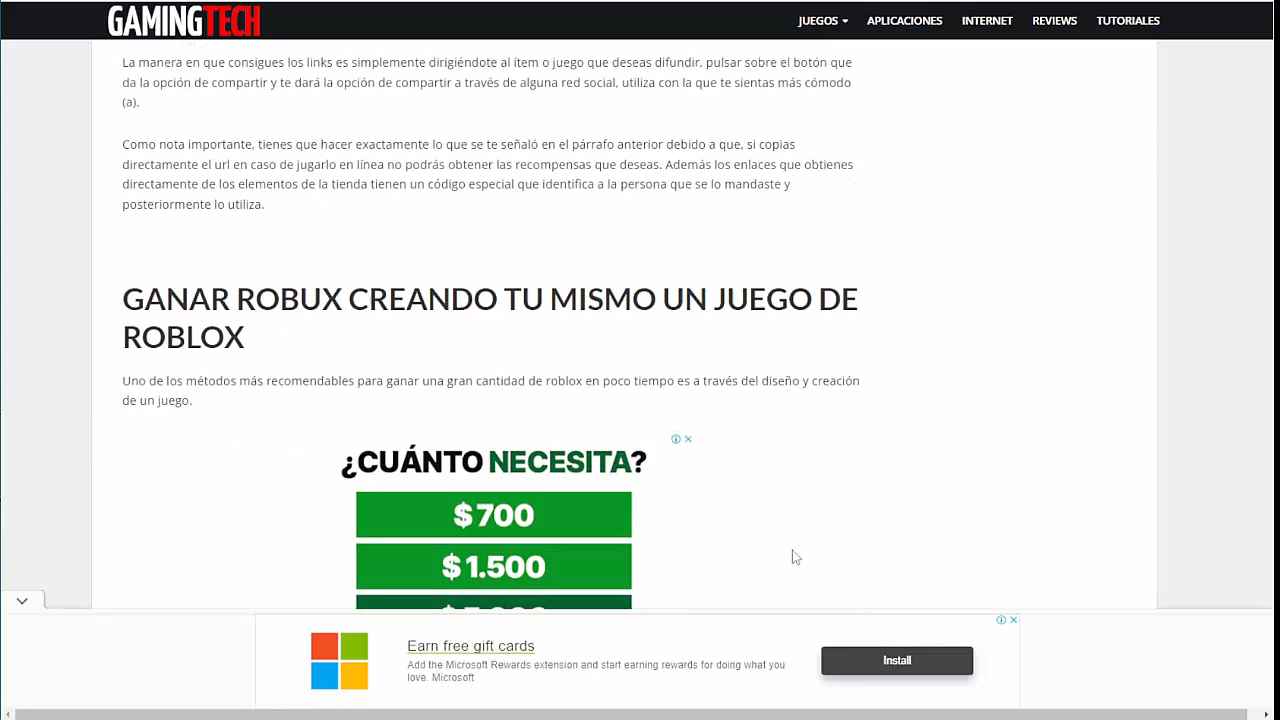 GAMINGTECH
JUEGOS
APLICACIONES
INTERNET
REVIEWS
TUTORIALES
La manera en que consigues los links es simplemente dirigiéndote al ítem o juego que deseas difundir, pulsar sobre el botón que
da la opción de compartir y te dará la opción de compartir a través de alguna red social, utiliza con la que te sientas más cómodo
(a).
Como nota importante, tienes que hacer exactamente lo que se te señaló en el párrafo anterior debido a que, si copias
directamente el url en caso de jugarlo en línea no podrás obtener las recompensas que deseas. Además los enlaces que obtienes
directamente de los elementos de la tienda tienen un código especial que identifica a la persona que se lo mandaste y
posteriormente lo utiliza.
GANAR ROBUX CREANDO TU MISMO UN JUEGO DE
ROBLOX
Uno de los métodos más recomendables para ganar una gran cantidad de roblox en poco tiempo es a través del diseño y creación
de un juego.
¿CUÁNTO NECESITA?
$700
$1.500
Earn free gift cards
Add the Microsoft Rewards extension and start earning rewards for doing what you
love. Microsoft
Install